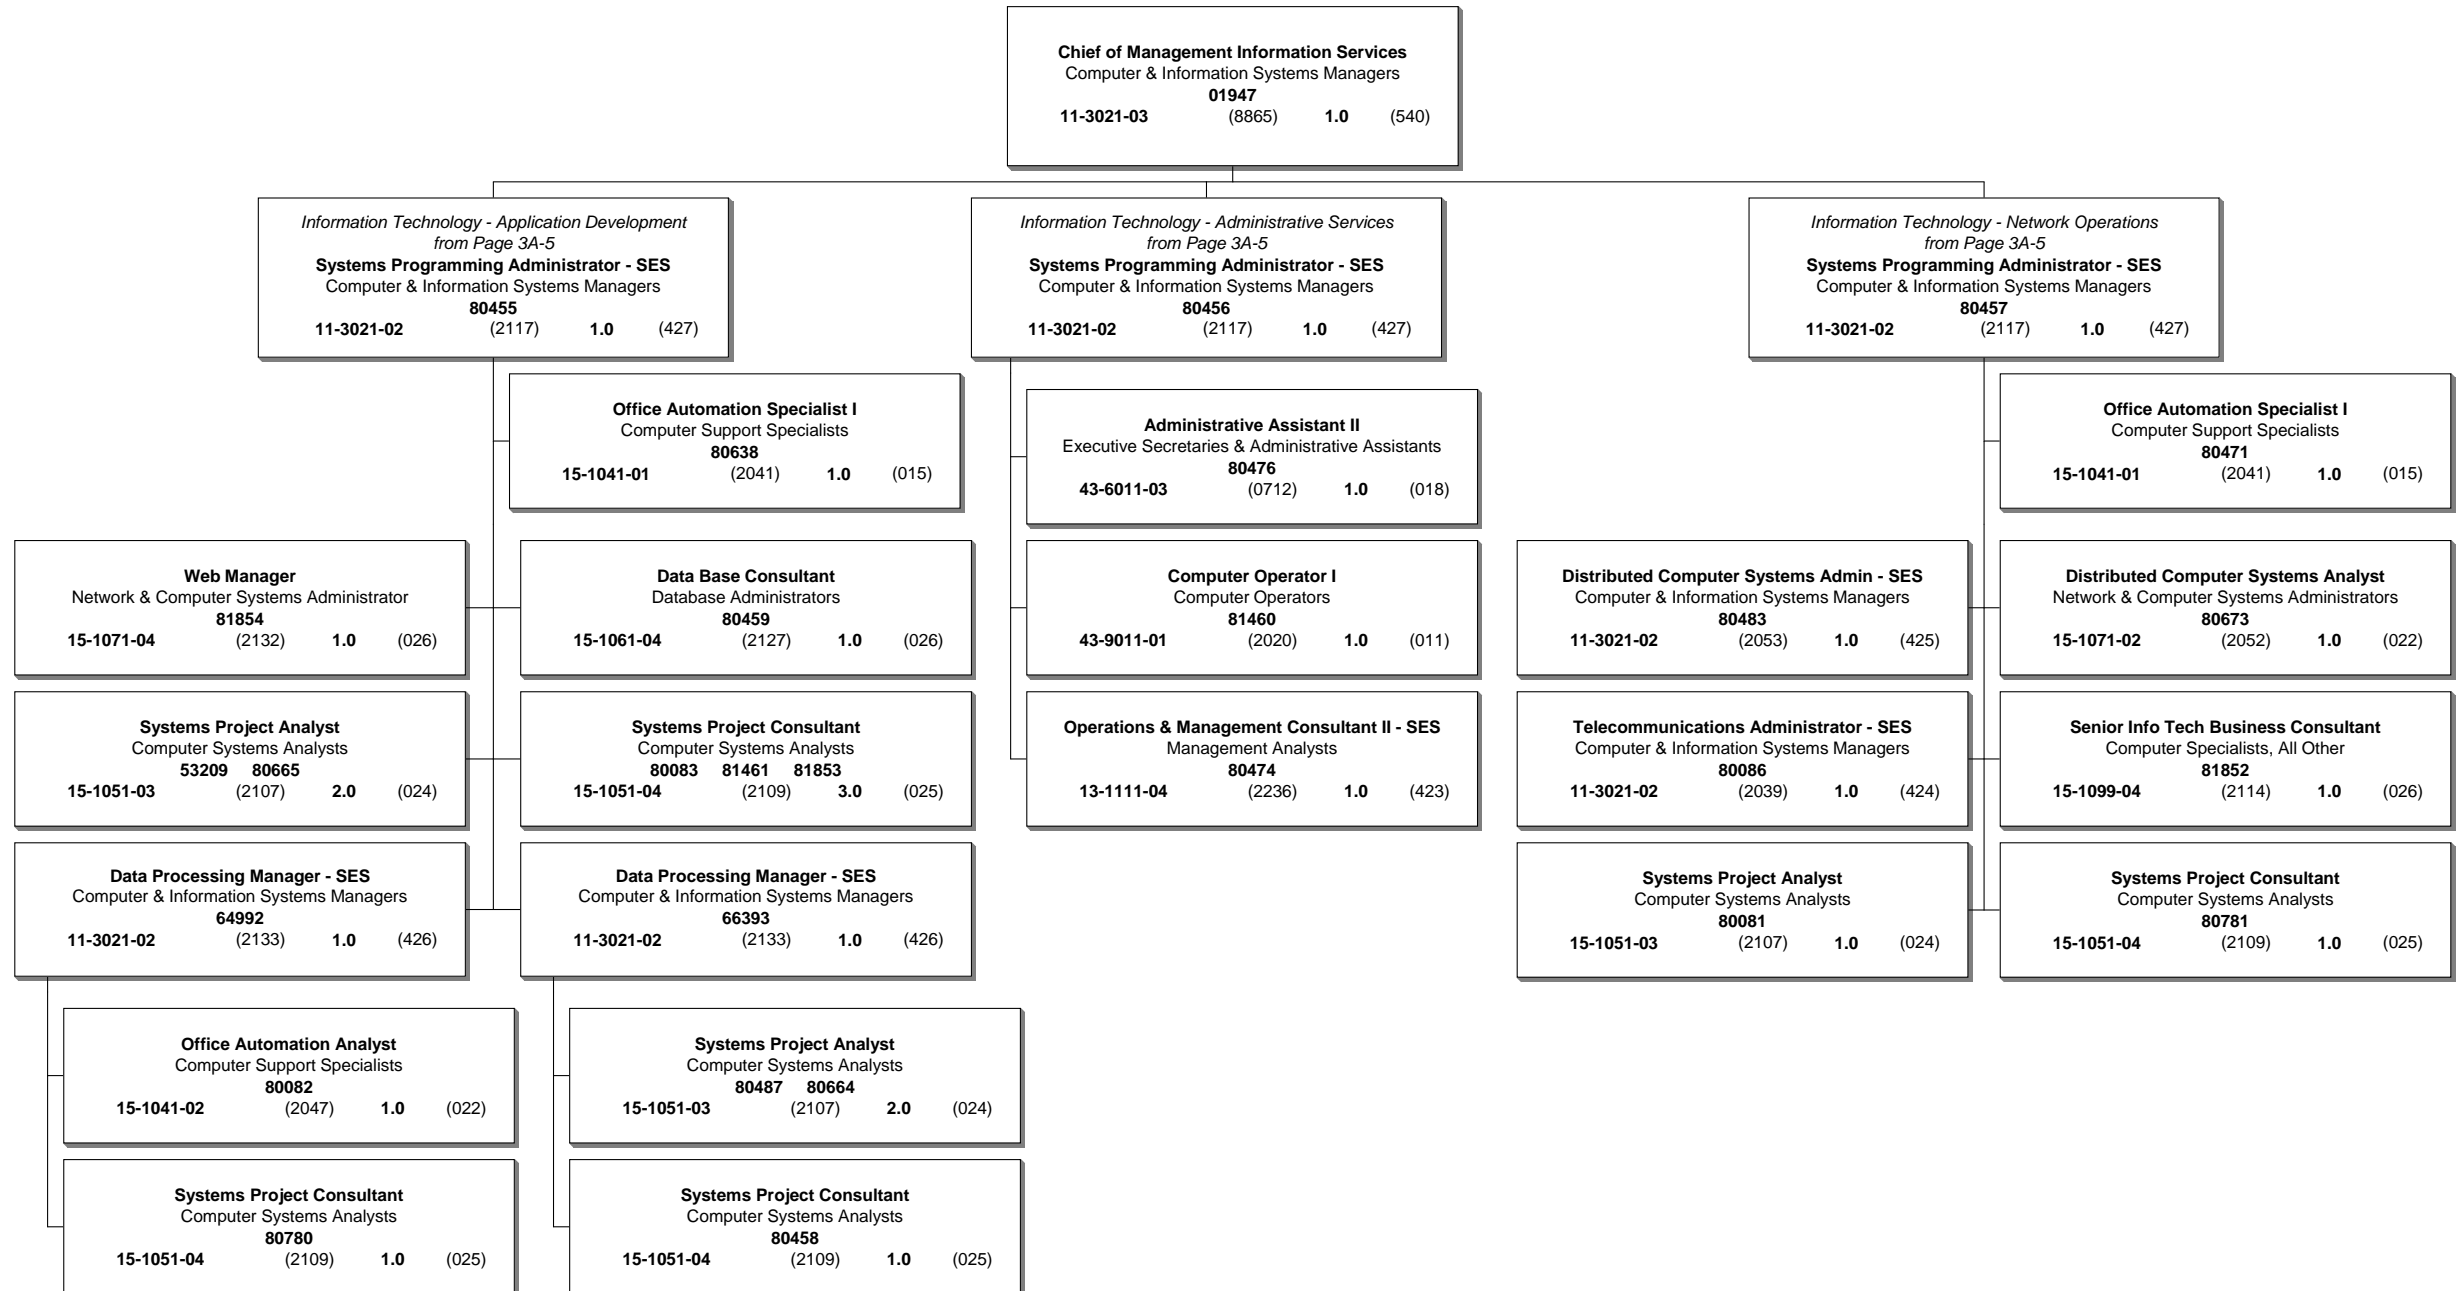 Chief of Management Information Services
Computer & Information Systems Managers
01947
11-3021-03 (8865) 1.0 (540)
Information Technology - Application Development
from Page 3A-5
Systems Programming Administrator - SES
Computer & Information Systems Managers
80455
11-3021-02 (2117) 1.0 (427)
Information Technology - Administrative Services
from Page 3A-5
Systems Programming Administrator - SES
Computer & Information Systems Managers
80456
11-3021-02 (2117) 1.0 (427)
Information Technology - Network Operations
from Page 3A-5
Systems Programming Administrator - SES
Computer & Information Systems Managers
80457
11-3021-02 (2117) 1.0 (427)
Office Automation Specialist I
Computer Support Specialists
80638
15-1041-01 (2041) 1.0 (015)
Administrative Assistant II
Executive Secretaries & Administrative Assistants
80476
43-6011-03 (0712) 1.0 (018)
Office Automation Specialist I
Computer Support Specialists
80471
15-1041-01 (2041) 1.0 (015)
Web Manager
Network & Computer Systems Administrator
81854
15-1071-04 (2132) 1.0 (026)
Data Base Consultant
Database Administrators
80459
15-1061-04 (2127) 1.0 (026)
Computer Operator I
Computer Operators
81460
43-9011-01 (2020) 1.0 (011)
Distributed Computer Systems Admin - SES
Computer & Information Systems Managers
80483
11-3021-02 (2053) 1.0 (425)
Distributed Computer Systems Analyst
Network & Computer Systems Administrators
80673
15-1071-02 (2052) 1.0 (022)
Systems Project Analyst
Computer Systems Analysts
53209 80665
15-1051-03 (2107) 2.0 (024)
Systems Project Consultant
Computer Systems Analysts
80083 81461 81853
15-1051-04 (2109) 3.0 (025)
Operations & Management Consultant II - SES
Management Analysts
80474
13-1111-04 (2236) 1.0 (423)
Telecommunications Administrator - SES
Computer & Information Systems Managers
80086
11-3021-02 (2039) 1.0 (424)
Senior Info Tech Business Consultant
Computer Specialists, All Other
81852
15-1099-04 (2114) 1.0 (026)
Data Processing Manager - SES
Computer & Information Systems Managers
64992
11-3021-02 (2133) 1.0 (426)
Data Processing Manager - SES
Computer & Information Systems Managers
66393
11-3021-02 (2133) 1.0 (426)
Systems Project Analyst
Computer Systems Analysts
80081
15-1051-03 (2107) 1.0 (024)
Systems Project Consultant
Computer Systems Analysts
80781
15-1051-04 (2109) 1.0 (025)
Office Automation Analyst
Computer Support Specialists
80082
15-1041-02 (2047) 1.0 (022)
Systems Project Analyst
Computer Systems Analysts
80487 80664
15-1051-03 (2107) 2.0 (024)
Systems Project Consultant
Computer Systems Analysts
80780
15-1051-04 (2109) 1.0 (025)
Systems Project Consultant
Computer Systems Analysts
80458
15-1051-04 (2109) 1.0 (025)